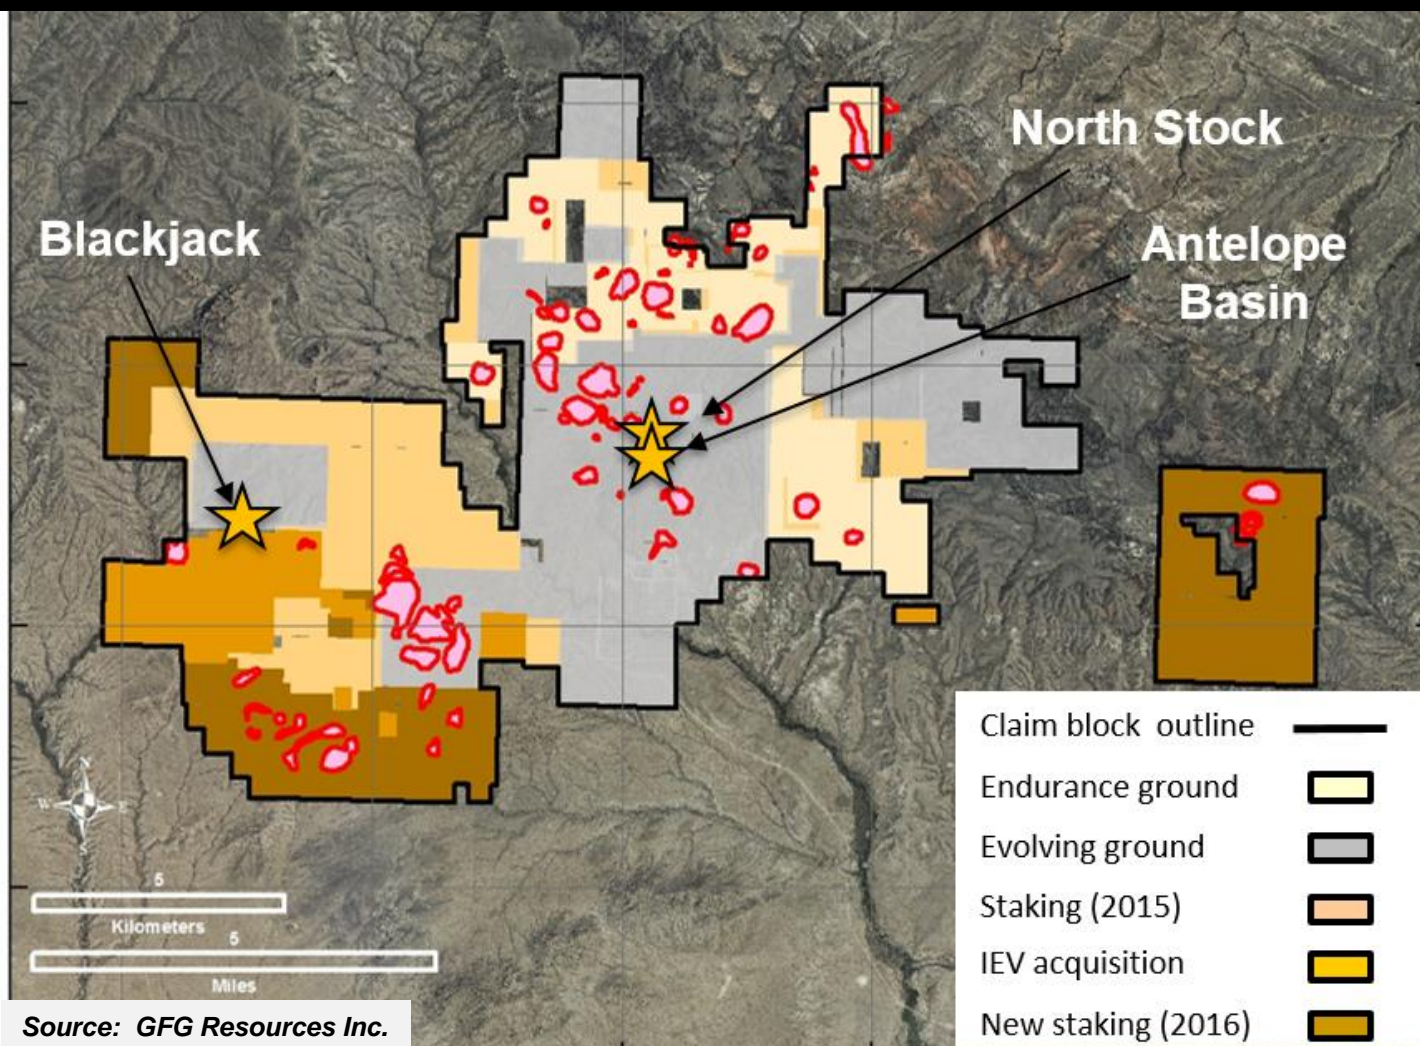 North Stock
Antelope
Basin
Blackjack
N
W
E
S
5
Kilometers
5
Miles
Claim block outline
Endurance ground
Evolving ground
Staking (2015)
IEV acquisition
New staking (2016)
Source: GFG Resources Inc.